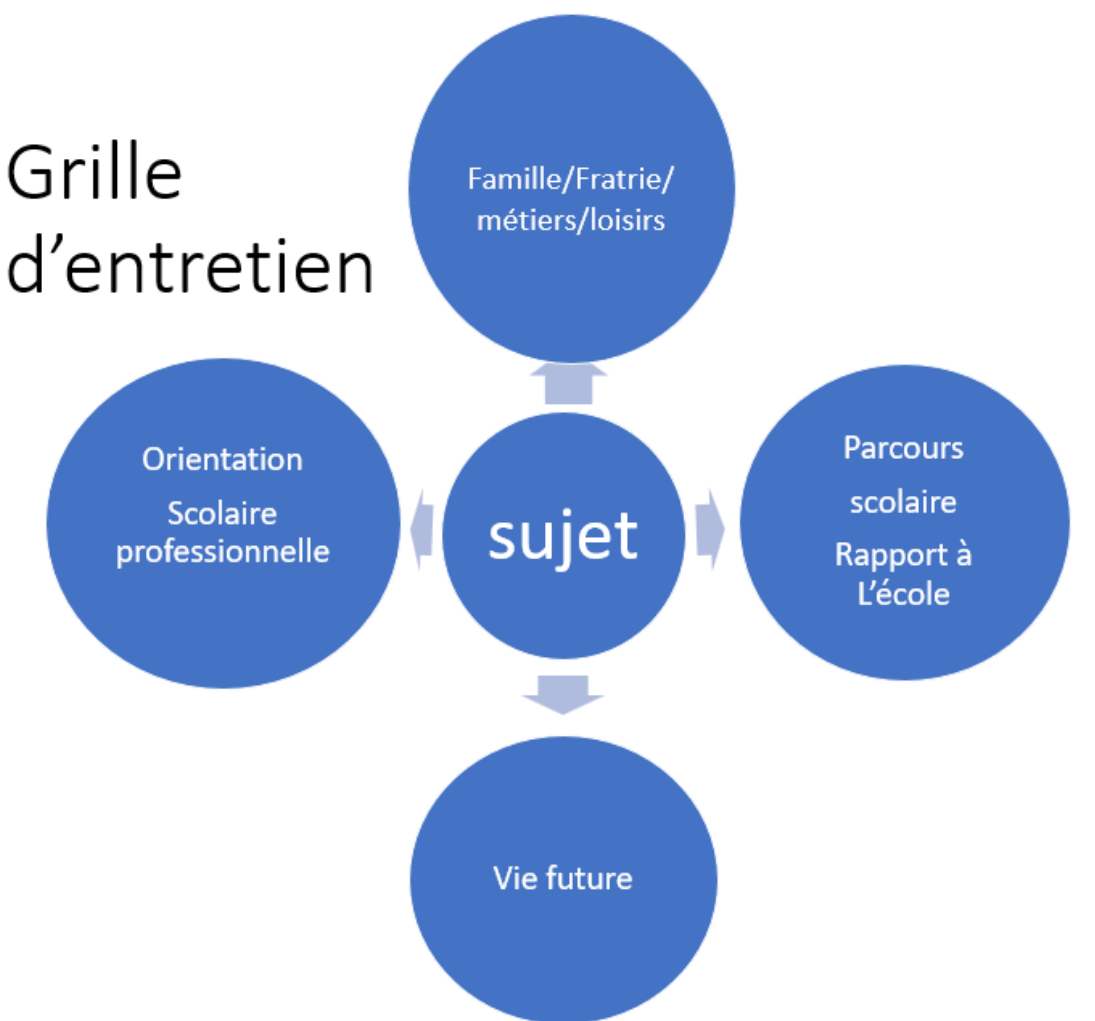 Grille
d’entretien
Famille/Fratrie/
métiers/loisirs
Orientation
Scolaire
professionnelle
sujet
Parcours
scolaire
Rapport à
L’école
Vie future